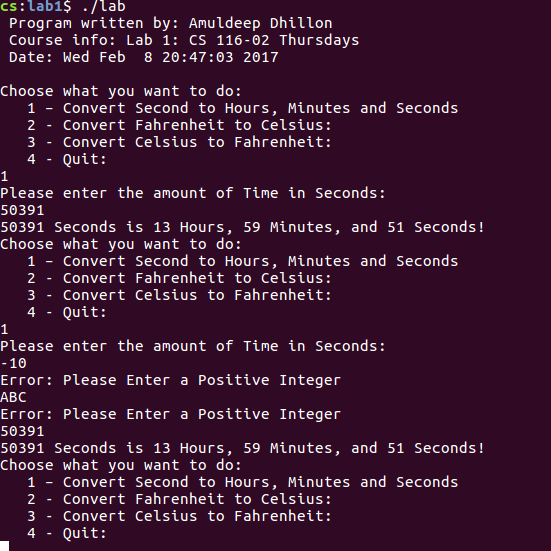 cs:lab1$ ./lab
Program written by: Amuldeep Dhillon
Course info: Lab 1: CS 116-02 Thursdays
Date: Wed Feb  8 20:47:03 2017
Choose what you want to do:
1 – Convert Second to Hours, Minutes and Seconds
2 - Convert Fahrenheit to Celsius:
3 - Convert Celsius to Fahrenheit:
4 - Quit:
1
Please enter the amount of Time in Seconds:
50391
50391 Seconds is 13 Hours, 59 Minutes, and 51 Seconds!
Choose what you want to do:
1 – Convert Second to Hours, Minutes and Seconds
2 - Convert Fahrenheit to Celsius:
3 - Convert Celsius to Fahrenheit:
4 - Quit:
1
Please enter the amount of Time in Seconds:
-10
Error: Please Enter a Positive Integer
ABC
Error: Please Enter a Positive Integer
50391
50391 Seconds is 13 Hours, 59 Minutes, and 51 Seconds!
Choose what you want to do:
1 – Convert Second to Hours, Minutes and Seconds
2 - Convert Fahrenheit to Celsius:
3 - Convert Celsius to Fahrenheit:
4 - Quit: